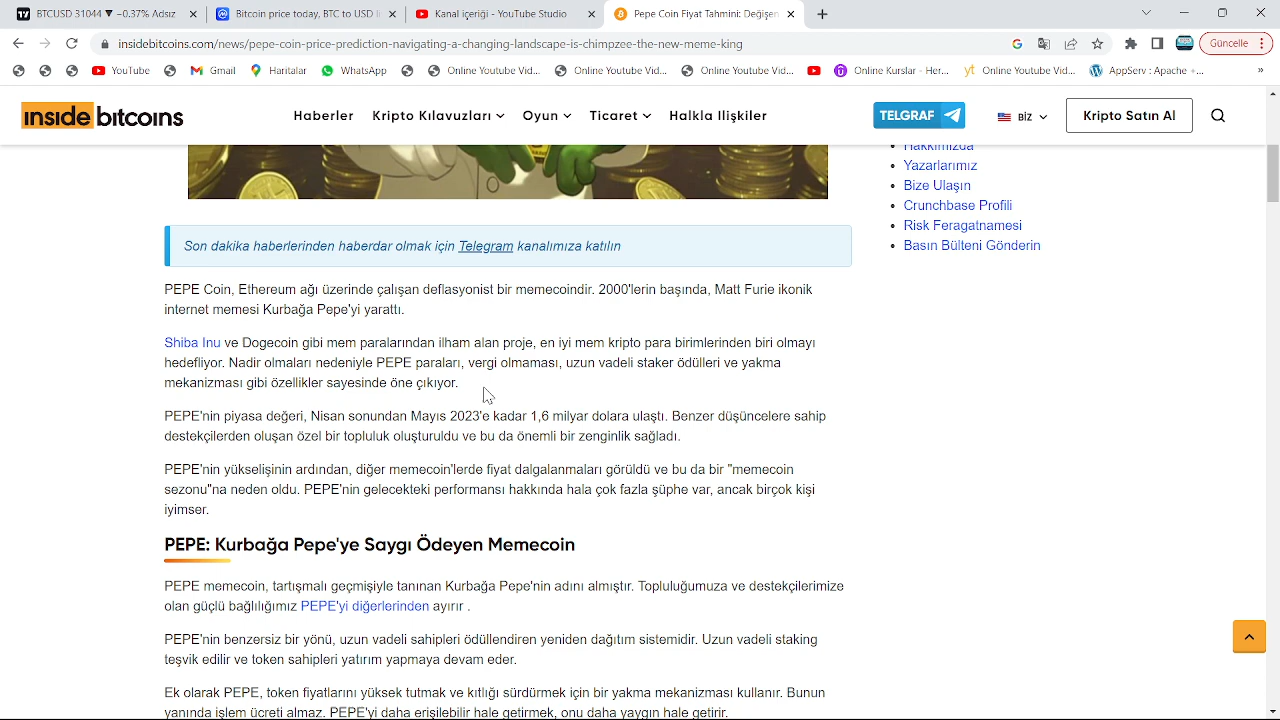 BTCUSD 31044 ▼ −0.37% Adsız
Bitcoin price today, BTC to USD li
Kanal içeriği - YouTube Studio
Pepe Coin Fiyat Tahmini: Değişen
insidebitcoins.com/news/pepe-coin-price-prediction-navigating-a-changing-landscape-is-chimpzee-the-new-meme-king
Güncelle
YouTube
Gmail
Haritalar
WhatsApp
Online Youtube Vid...
Online Youtube Vid...
Online Youtube Vid...
Online Kurslar - Her...
Online Youtube Vid...
AppServ : Apache +...
»
inside bitcoins
Haberler
Kripto Kılavuzları
Oyun
Ticaret
Halkla İlişkiler
TELGRAF
BİZ
Kripto Satın Al
Hakkımızda
Yazarlarımız
Bize Ulaşın
Crunchbase Profili
Risk Feragatnamesi
Basın Bülteni Gönderin
Son dakika haberlerinden haberdar olmak için Telegram kanalımıza katılın
PEPE Coin, Ethereum ağı üzerinde çalışan deflasyonist bir memecoindir. 2000'lerin başında, Matt Furie ikonik
internet memesi Kurbağa Pepe'yi yarattı.
Shiba Inu ve Dogecoin gibi mem paralarından ilham alan proje, en iyi mem kripto para birimlerinden biri olmayı
hedefliyor. Nadir olmaları nedeniyle PEPE paraları, vergi olmaması, uzun vadeli staker ödülleri ve yakma
mekanizması gibi özellikler sayesinde öne çıkıyor.
PEPE'nin piyasa değeri, Nisan sonundan Mayıs 2023'e kadar 1,6 milyar dolara ulaştı. Benzer düşüncelere sahip
destekçilerden oluşan özel bir topluluk oluşturuldu ve bu da önemli bir zenginlik sağladı.
PEPE'nin yükselişinin ardından, diğer memecoin'lerde fiyat dalgalanmaları görüldü ve bu da bir "memecoin
sezonu"na neden oldu. PEPE'nin gelecekteki performansı hakkında hala çok fazla şüphe var, ancak birçok kişi
iyimser.
PEPE: Kurbağa Pepe'ye Saygı Ödeyen Memecoin
PEPE memecoin, tartışmalı geçmişiyle tanınan Kurbağa Pepe'nin adını almıştır. Topluluğumuza ve destekçilerimize
olan güçlü bağlılığımız PEPE'yi diğerlerinden ayırır .
PEPE'nin benzersiz bir yönü, uzun vadeli sahipleri ödüllendiren yeniden dağıtım sistemidir. Uzun vadeli staking
teşvik edilir ve token sahipleri yatırım yapmaya devam eder.
Ek olarak PEPE, token fiyatlarını yüksek tutmak ve kıtlığı sürdürmek için bir yakma mekanizması kullanır. Bunun
yanında işlem ücreti almaz. PEPE'yi daha erişilebilir hale getirmek, onu daha yaygın hale getirir.